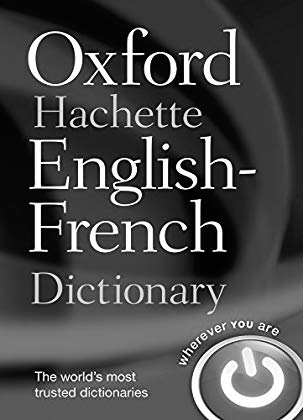 Oxford
Hachette
English-
French
Dictionary
wherever YOU are
The world's most
trusted dictionaries